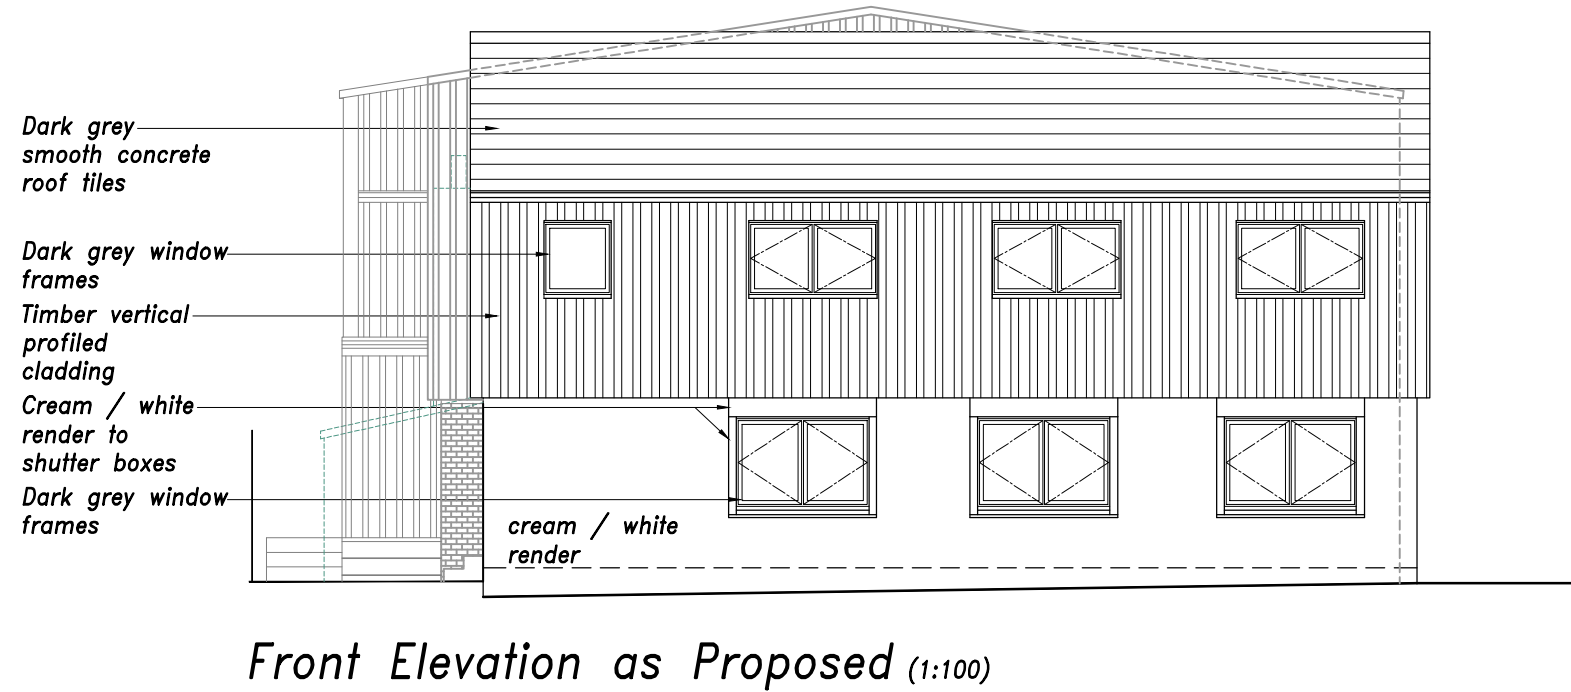 Dark grey
smooth concrete
roof tiles
Dark grey window
frames
Timber vertical
profiled
cladding
Cream / white
render to
shutter boxes
Dark grey window
frames
cream / white
render
Front Elevation as Proposed (1:100)